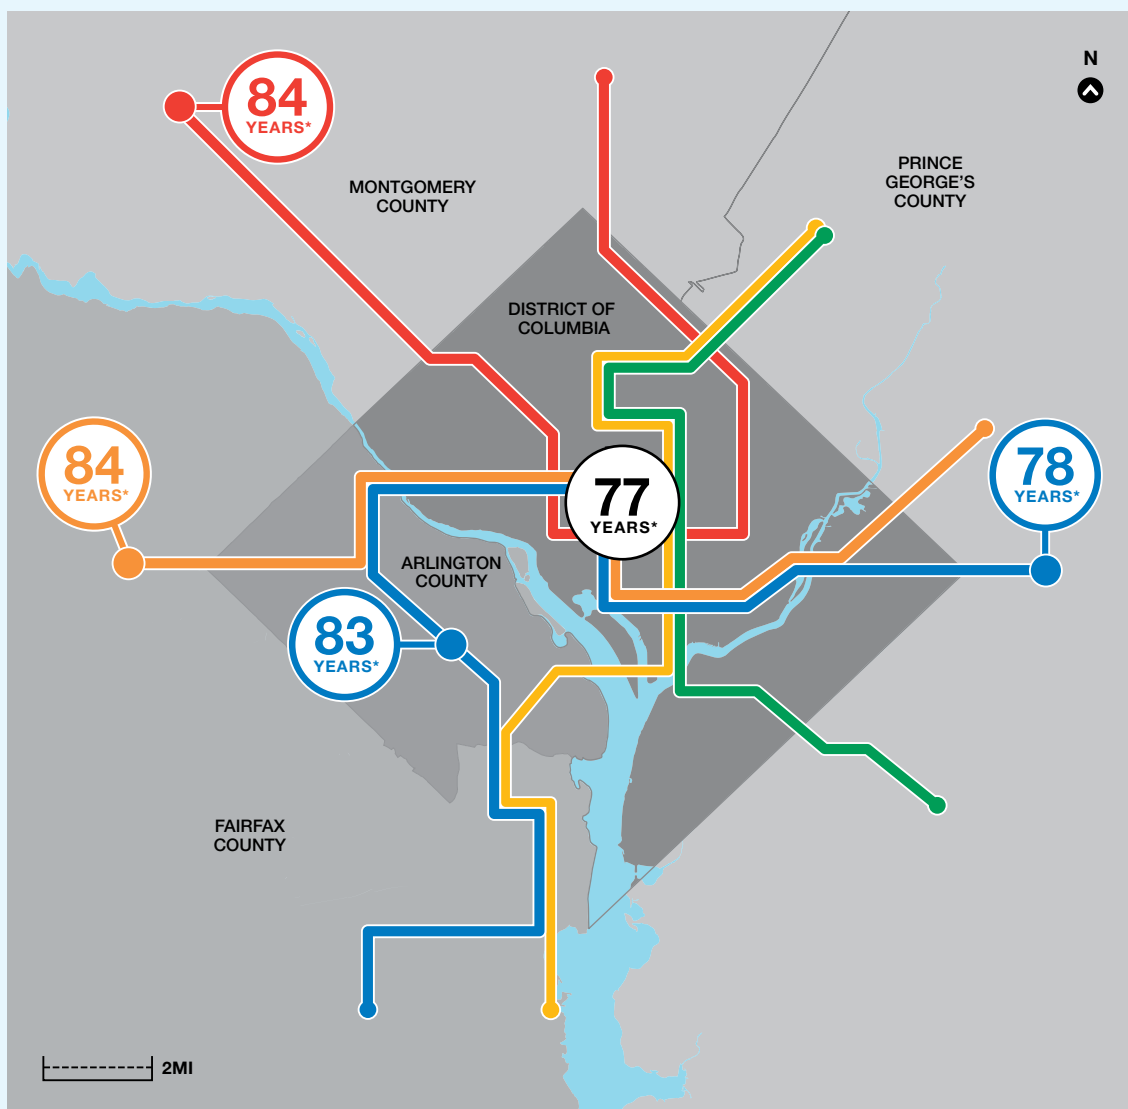 N
84
YEARS*
MONTGOMERY
COUNTY
PRINCE
GEORGE'S
COUNTY
DISTRICT OF
COLUMBIA
84
YEARS*
77
YEARS*
78
YEARS*
ARLINGTON
COUNTY
83
YEARS*
FAIRFAX
COUNTY
2MI